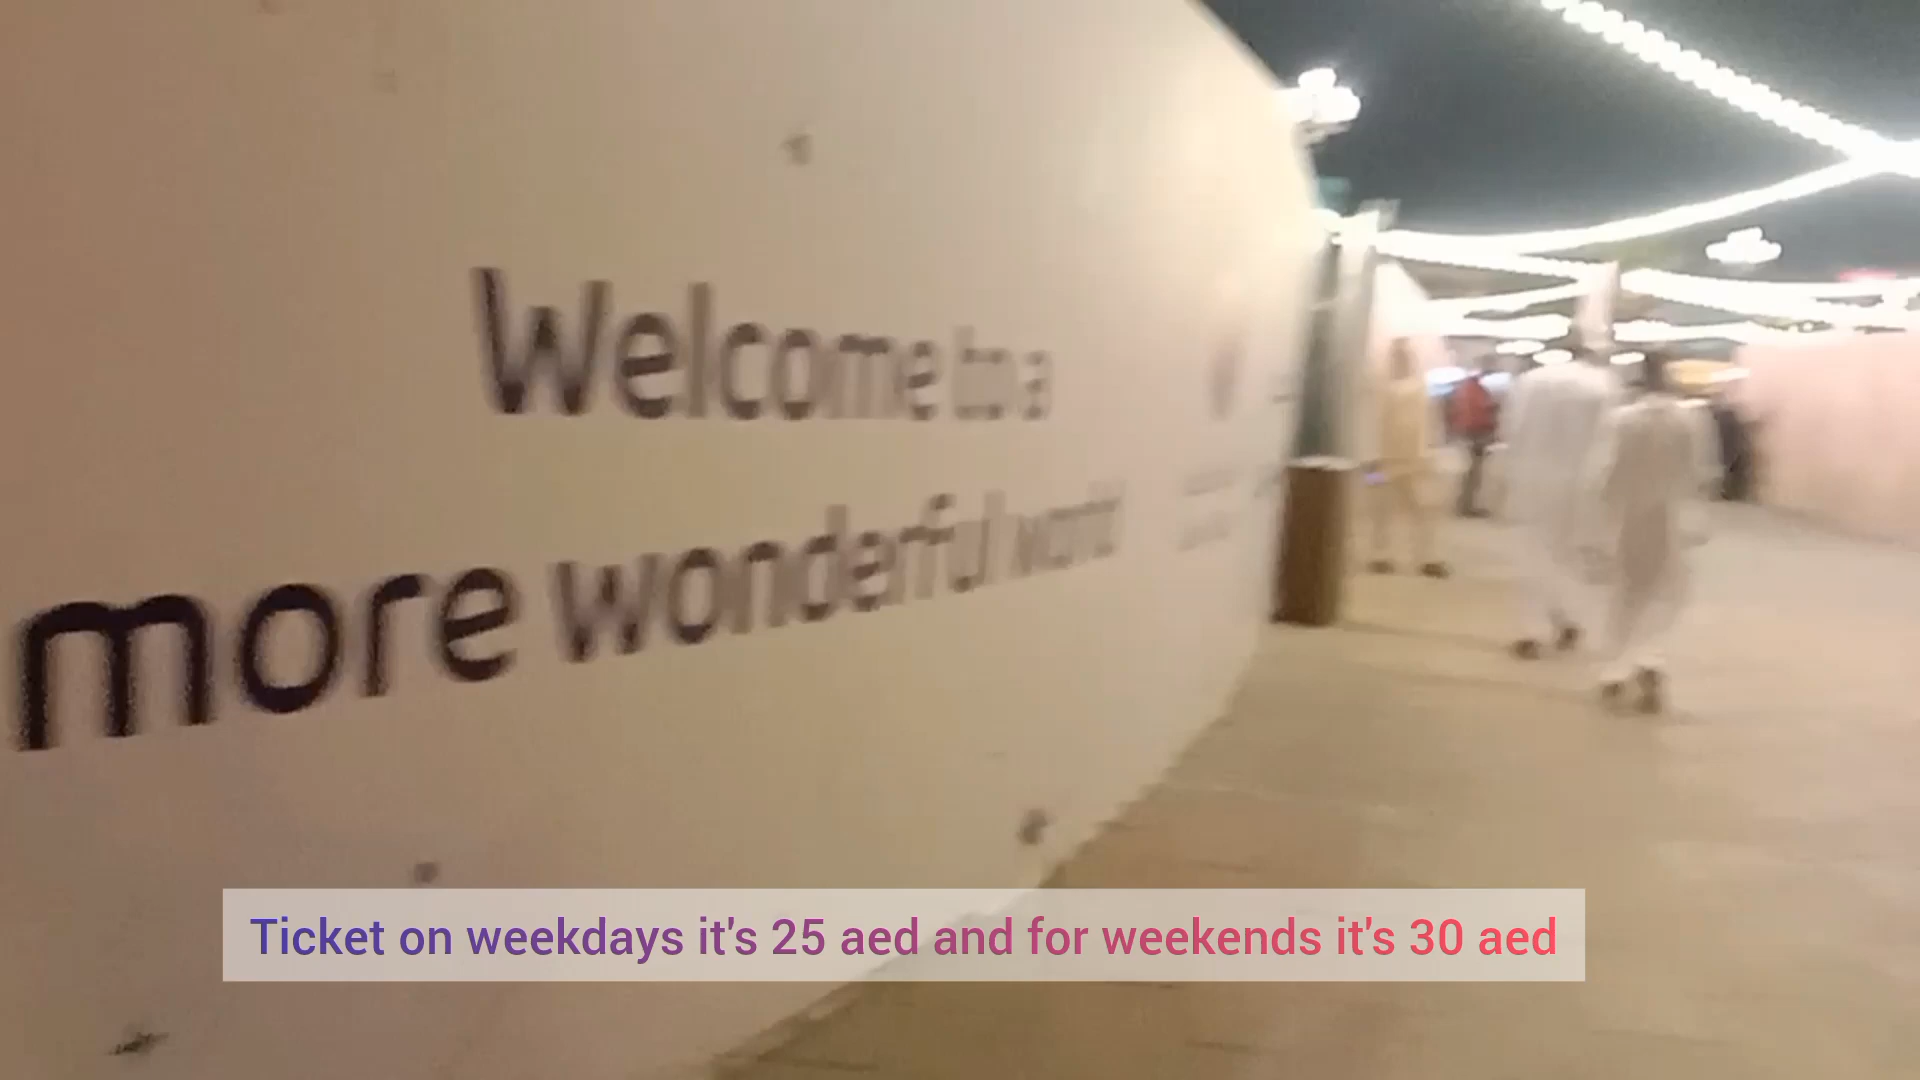 Welcome to a
more wonderful world
Ticket on weekdays it's 25 aed and for weekends it's 30 aed